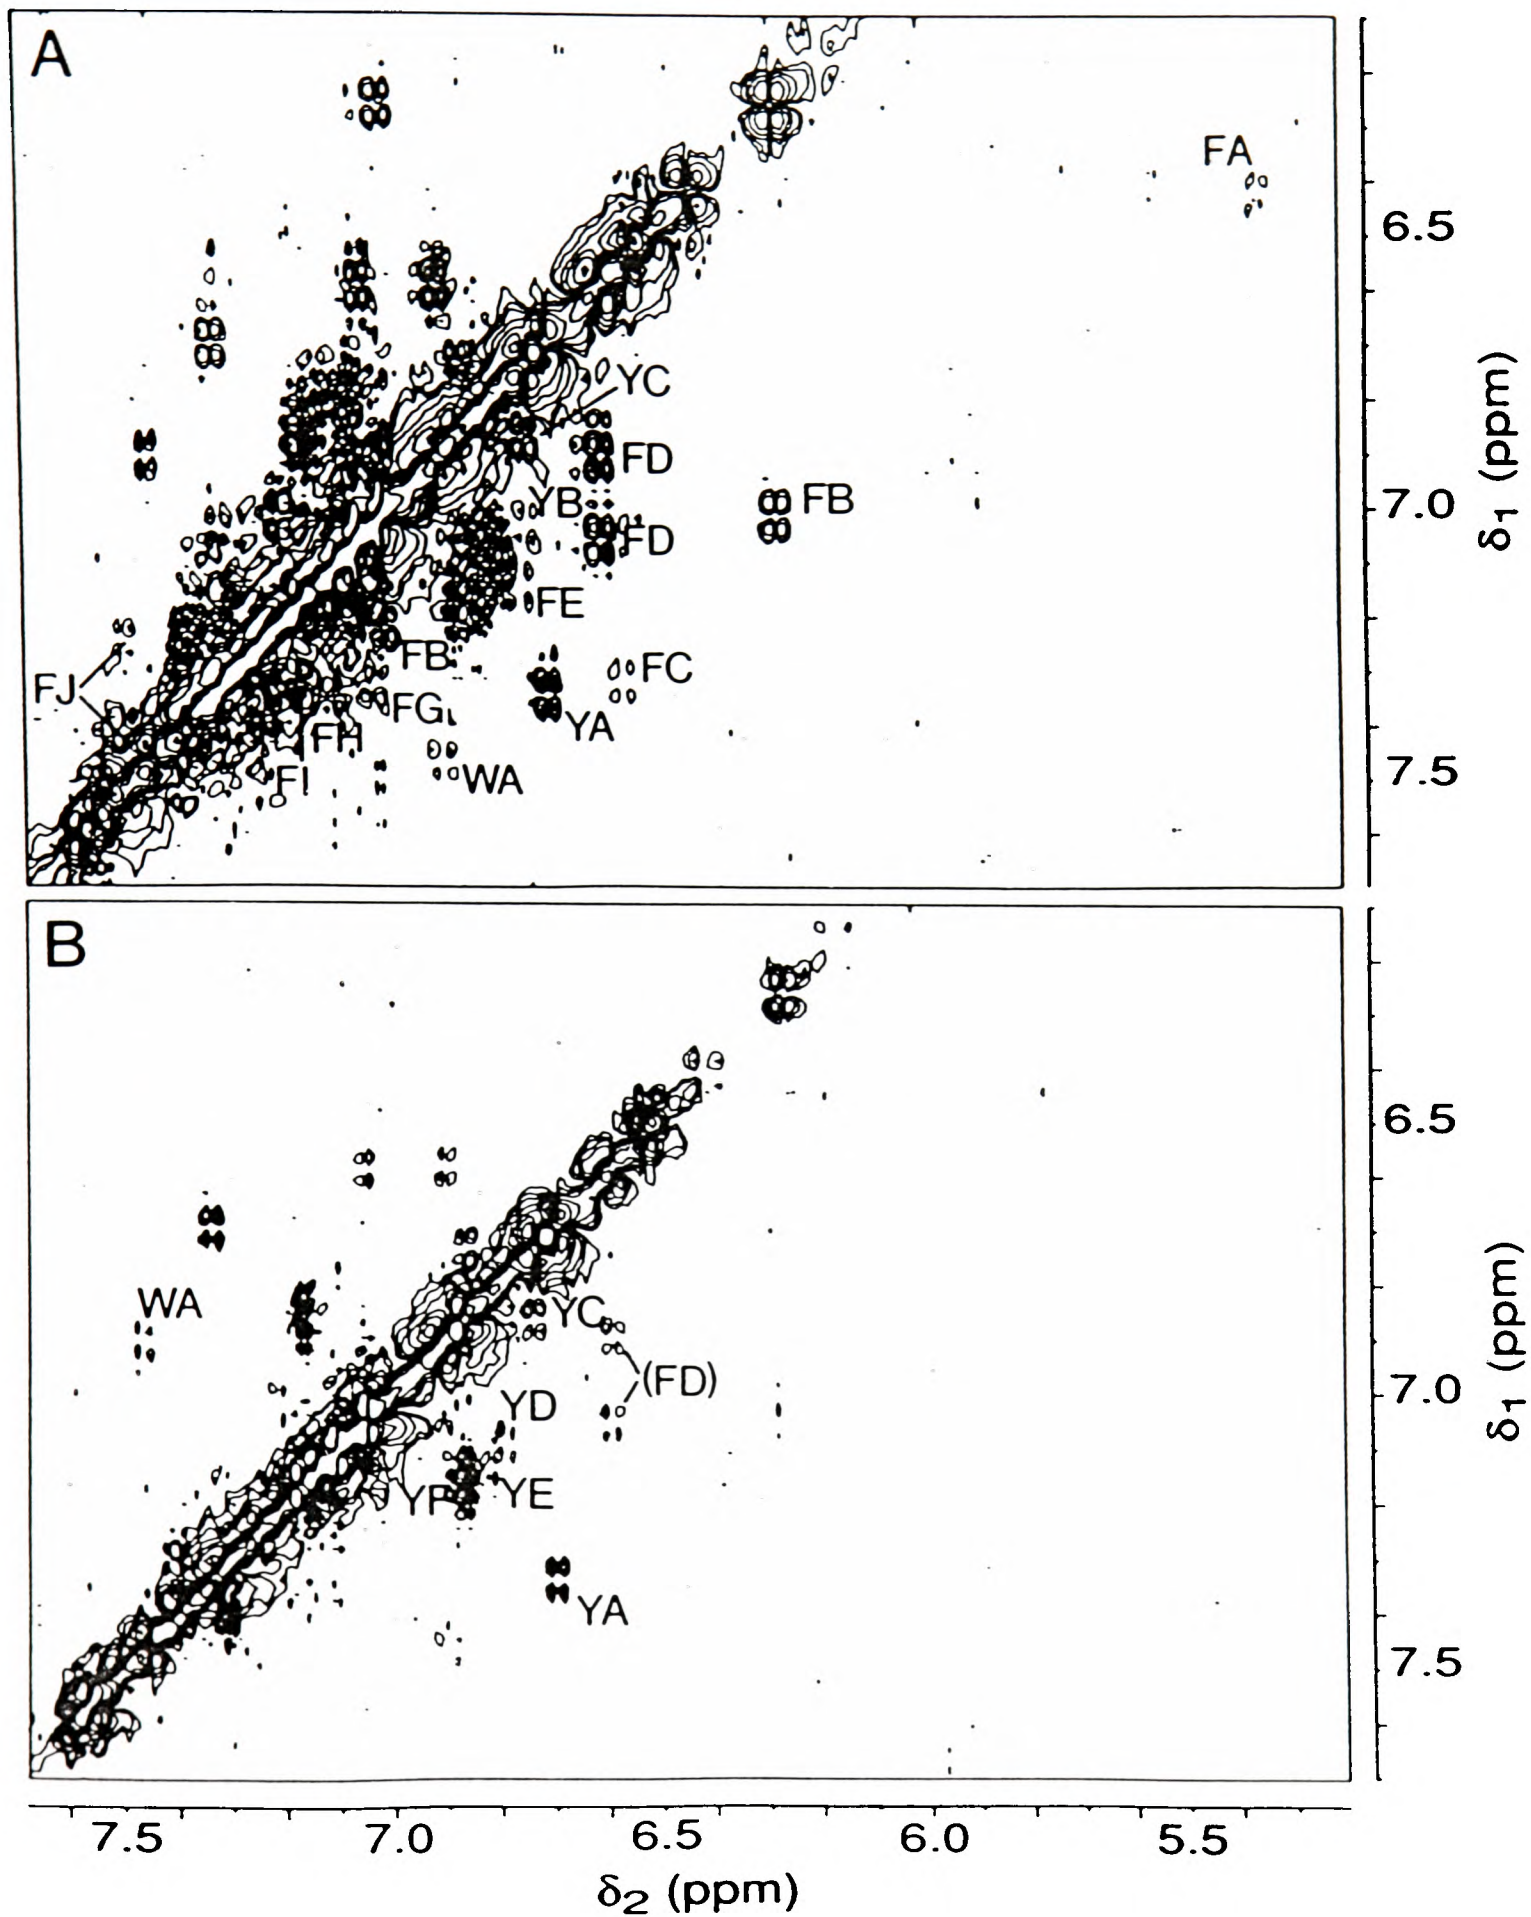 A
FA
6.5
YC
FD
YB
FB
7.0
FD
FE
FB
FC
FJ
FG
YA
FH
FI
WA
7.5
δ1 (ppm)
B
6.5
WA
YC
(FD)
7.0
YD
YF
YE
YA
7.5
δ1 (ppm)
7.5 7.0 6.5 6.0 5.5
δ2 (ppm)